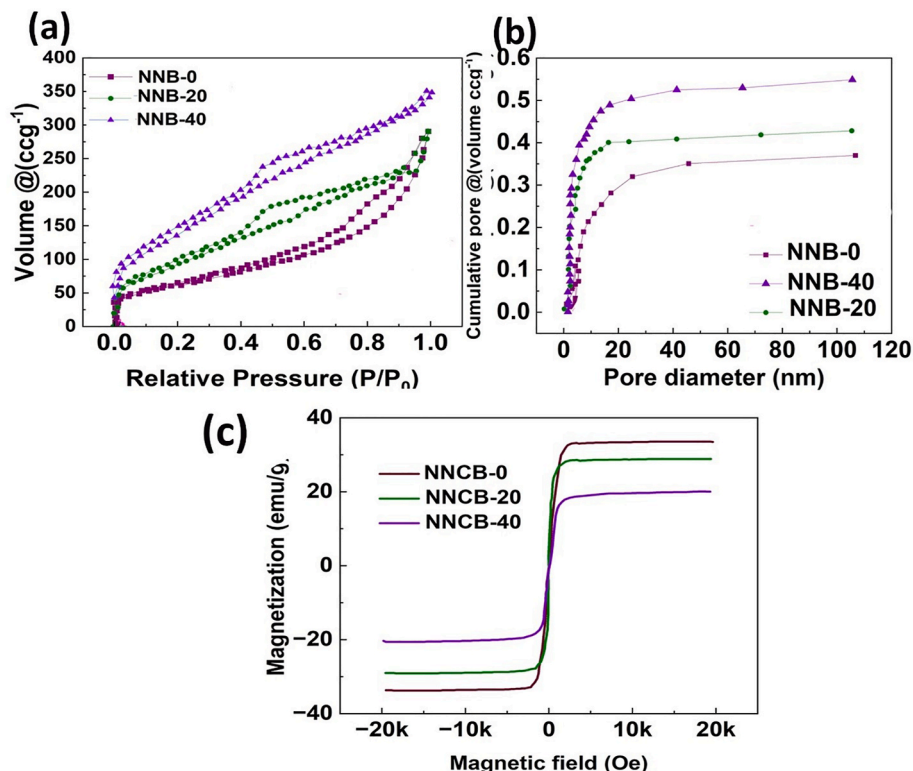 (a)
NNB-0
NNB-20
NNB-40
400
350
300
250
200
150
100
50
0
Volume @(ccg-1)
0.0 0.2 0.4 0.6 0.8 1.0
Relative Pressure (P/P0)
(b)
0.6
0.5
0.4
0.3
0.2
0.1
0.0
Cumulative pore @(volume ccg-1)
NNB-0
NNB-40
NNB-20
0 20 40 60 80 100 120
Pore diameter (nm)
(c)
40
20
0
−20
−40
Magnetization (emu/g.
NNCB-0
NNCB-20
NNCB-40
−20k −10k 0 10k 20k
Magnetic field (Oe)